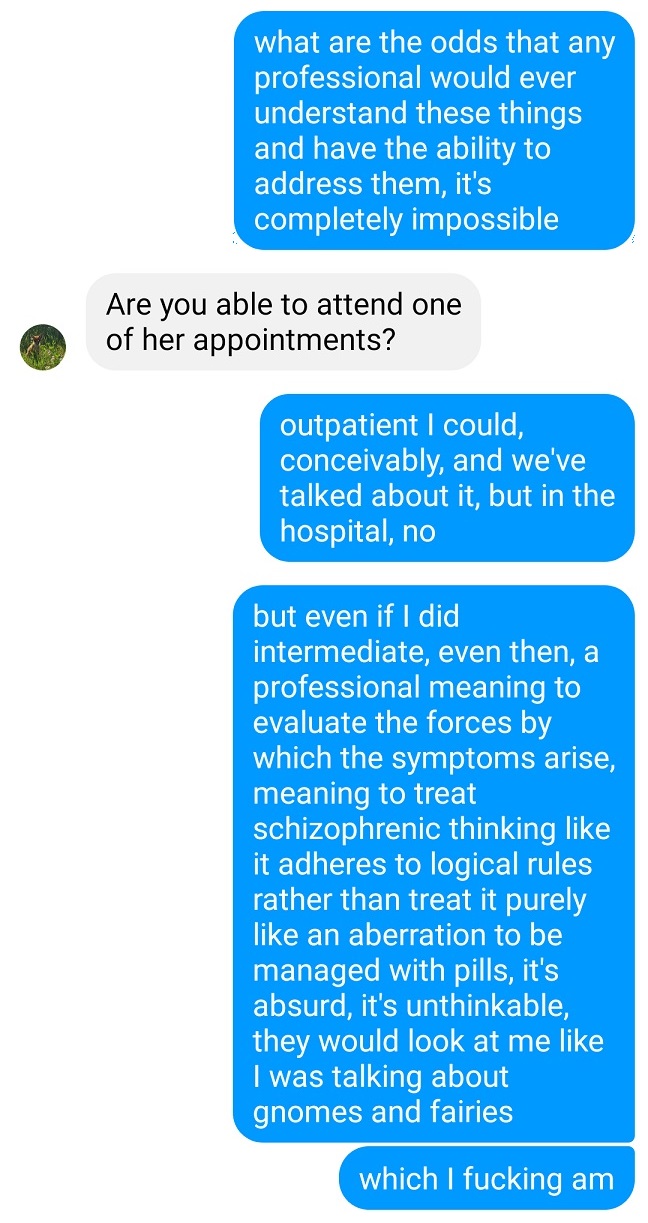 what are the odds that any
professional would ever
understand these things
and have the ability to
address them, it's
completely impossible
Are you able to attend one
of her appointments?
outpatient I could,
conceivably, and we've
talked about it, but in the
hospital, no
but even if I did
intermediate, even then, a
professional meaning to
evaluate the forces by
which the symptoms arise,
meaning to treat
schizophrenic thinking like
it adheres to logical rules
rather than treat it purely
like an aberration to be
managed with pills, it's
absurd, it's unthinkable,
they would look at me like
I was talking about
gnomes and fairies
which I fucking am